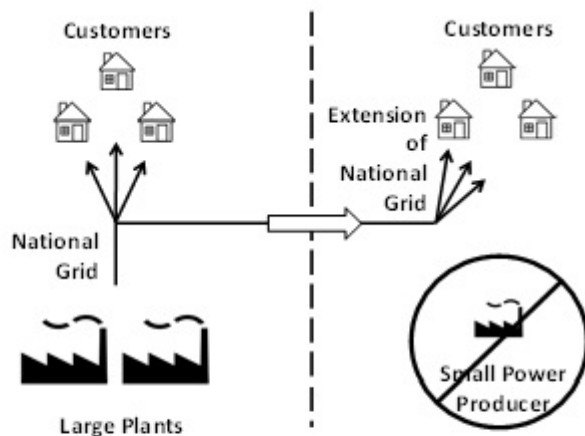 Customers
National
Grid
Large Plants
Customers
Extension
of
National
Grid
Small Power
Producer